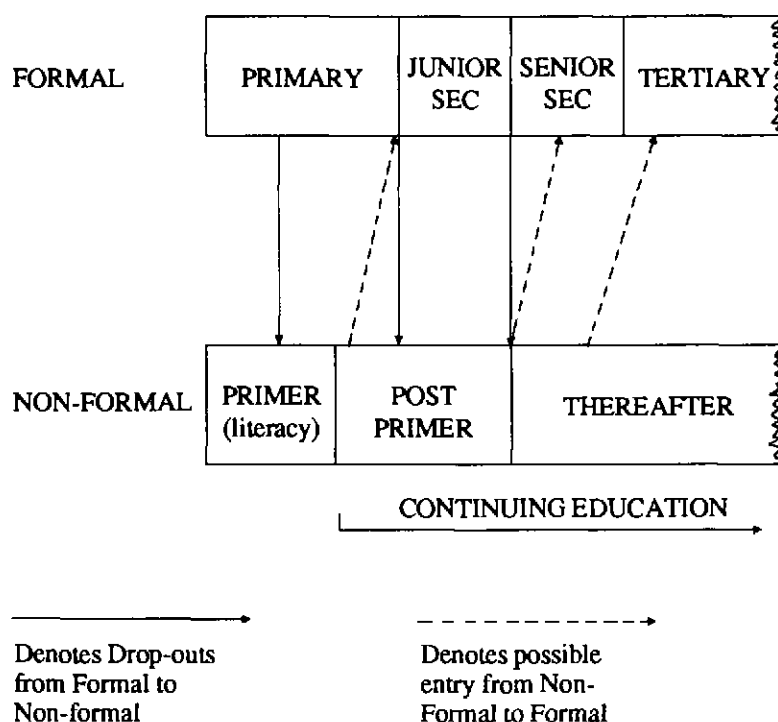 FORMAL
PRIMARY
JUNIOR
SEC
SENIOR
SEC
TERTIARY
NON-FORMAL
PRIMER
(literacy)
POST
PRIMER
THEREAFTER
CONTINUING EDUCATION
Denotes Drop-outs
from Formal to
Non-formal
Denotes possible
entry from Non-
Formal to Formal